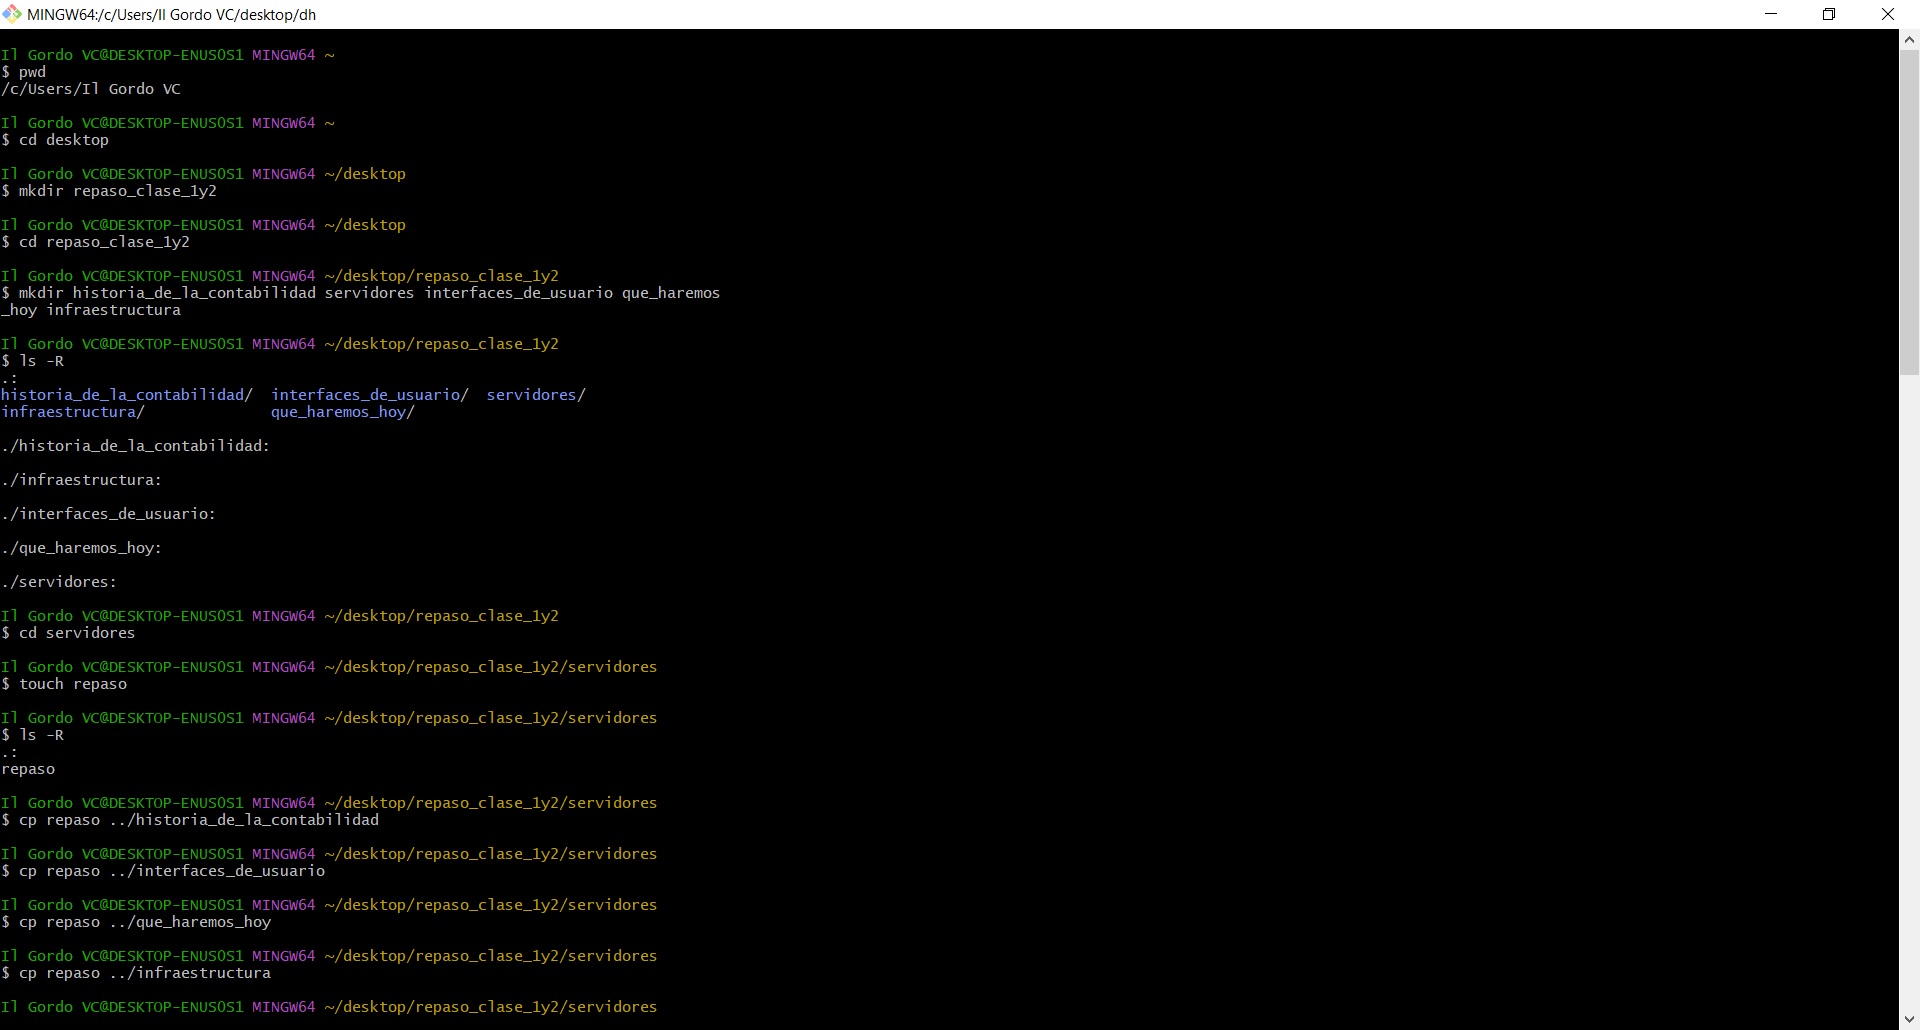 MINGW64:/c/Users/Il Gordo VC/desktop/dh
Il Gordo VC@DESKTOP-ENUSOS1 MINGW64 ~
$ pwd
/c/Users/Il Gordo VC
Il Gordo VC@DESKTOP-ENUSOS1 MINGW64 ~
$ cd desktop
Il Gordo VC@DESKTOP-ENUSOS1 MINGW64 ~/desktop
$ mkdir repaso_clase_1y2
Il Gordo VC@DESKTOP-ENUSOS1 MINGW64 ~/desktop
$ cd repaso_clase_1y2
Il Gordo VC@DESKTOP-ENUSOS1 MINGW64 ~/desktop/repaso_clase_1y2
$ mkdir historia_de_la_contabilidad servidores interfaces_de_usuario que_haremos
_hoy infraestructura
Il Gordo VC@DESKTOP-ENUSOS1 MINGW64 ~/desktop/repaso_clase_1y2
$ ls -R
.:
historia_de_la_contabilidad/  interfaces_de_usuario/  servidores/
infraestructura/              que_haremos_hoy/
./historia_de_la_contabilidad:
./infraestructura:
./interfaces_de_usuario:
./que_haremos_hoy:
./servidores:
Il Gordo VC@DESKTOP-ENUSOS1 MINGW64 ~/desktop/repaso_clase_1y2
$ cd servidores
Il Gordo VC@DESKTOP-ENUSOS1 MINGW64 ~/desktop/repaso_clase_1y2/servidores
$ touch repaso
Il Gordo VC@DESKTOP-ENUSOS1 MINGW64 ~/desktop/repaso_clase_1y2/servidores
$ ls -R
.:
repaso
Il Gordo VC@DESKTOP-ENUSOS1 MINGW64 ~/desktop/repaso_clase_1y2/servidores
$ cp repaso ../historia_de_la_contabilidad
Il Gordo VC@DESKTOP-ENUSOS1 MINGW64 ~/desktop/repaso_clase_1y2/servidores
$ cp repaso ../interfaces_de_usuario
Il Gordo VC@DESKTOP-ENUSOS1 MINGW64 ~/desktop/repaso_clase_1y2/servidores
$ cp repaso ../que_haremos_hoy
Il Gordo VC@DESKTOP-ENUSOS1 MINGW64 ~/desktop/repaso_clase_1y2/servidores
$ cp repaso ../infraestructura
Il Gordo VC@DESKTOP-ENUSOS1 MINGW64 ~/desktop/repaso_clase_1y2/servidores